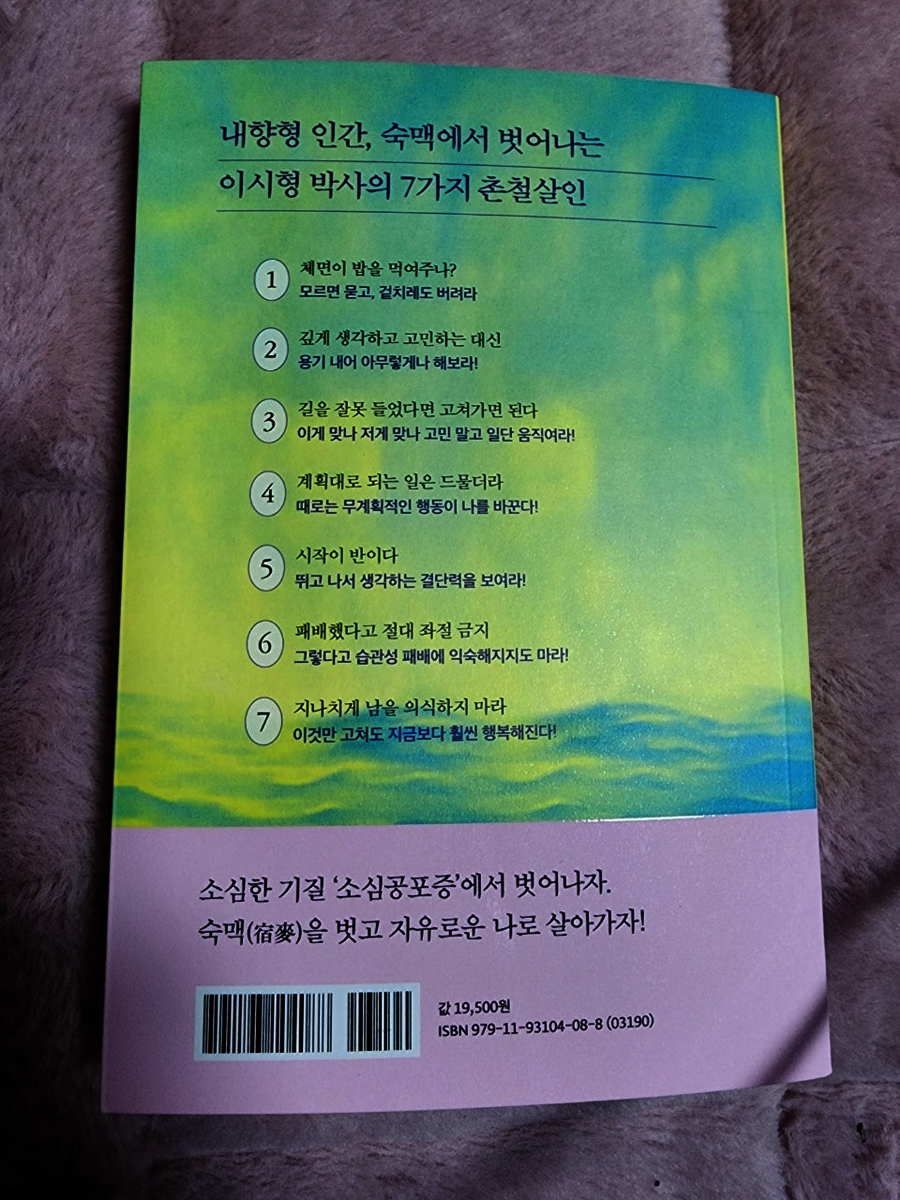 내향형 인간, 숙맥에서 벗어나는
이시형 박사의 7가지 촌철살인
1 체면이 밥을 먹여주나?
모르면 묻고, 겉치레도 버려라
2 깊게 생각하고 고민하는 대신
용기 내어 아무렇게나 해보라!
3 길을 잘못 들었다면 고쳐가면 된다
이게 맞나 저게 맞나 고민 말고 일단 움직여라!
4 계획대로 되는 일은 드물더라
때로는 무계획적인 행동이 나를 바꾼다!
5 시작이 반이다
뛰고 나서 생각하는 결단력을 보여라!
6 패배했다고 절대 좌절 금지
그렇다고 습관성 패배에 익숙해지지도 마라!
7 지나치게 남을 의식하지 마라
이것만 고쳐도 지금보다 훨씬 행복해진다!
소심한 기질 ‘소심공포증’에서 벗어나자.
숙맥(宿麥)을 벗고 자유로운 나로 살아가자!
값 19,500원
ISBN 979-11-93104-08-8 (03190)